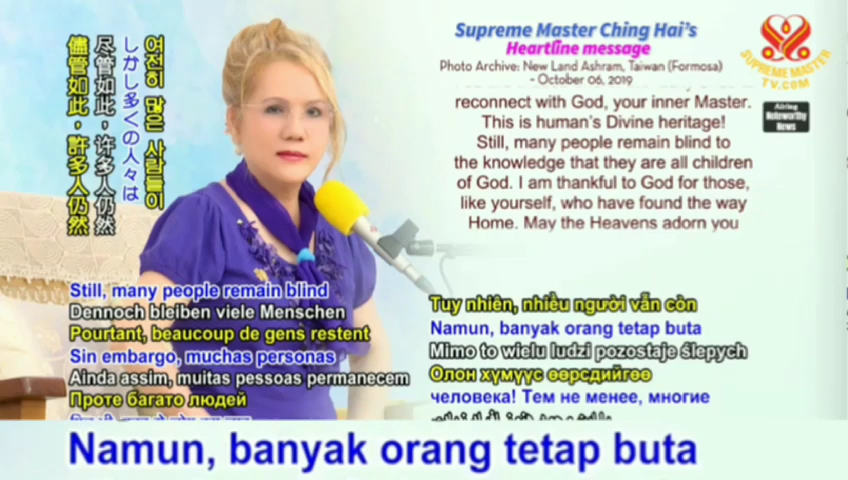 Supreme Master Ching Hai's
Heartline message
Photo Archive: New Land Ashram, Taiwan (Formosa)
- October 06, 2019
SUPREME MASTER
TV.COM
Airing
Noteworthy
News
reconnect with God, your inner Master.
This is human's Divine heritage!
Still, many people remain blind to
the knowledge that they are all children
of God. I am thankful to God for those,
like yourself, who have found the way
Home. May the Heavens adorn you
여전히 많은 사람들이
しかし多くの人々は
尽管如此，许多人仍然
儘管如此，許多人仍然
Still, many people remain blind
Dennoch bleiben viele Menschen
Pourtant, beaucoup de gens restent
Sin embargo, muchas personas
Ainda assim, muitas pessoas permanecem
Проте багато людей
Tuy nhiên, nhiều người vẫn còn
Namun, banyak orang tetap buta
Mimo to wielu ludzi pozostaje ślepych
Олон хүмүүс өөрсдийгөө
человека! Тем не менее, многие
Namun, banyak orang tetap buta